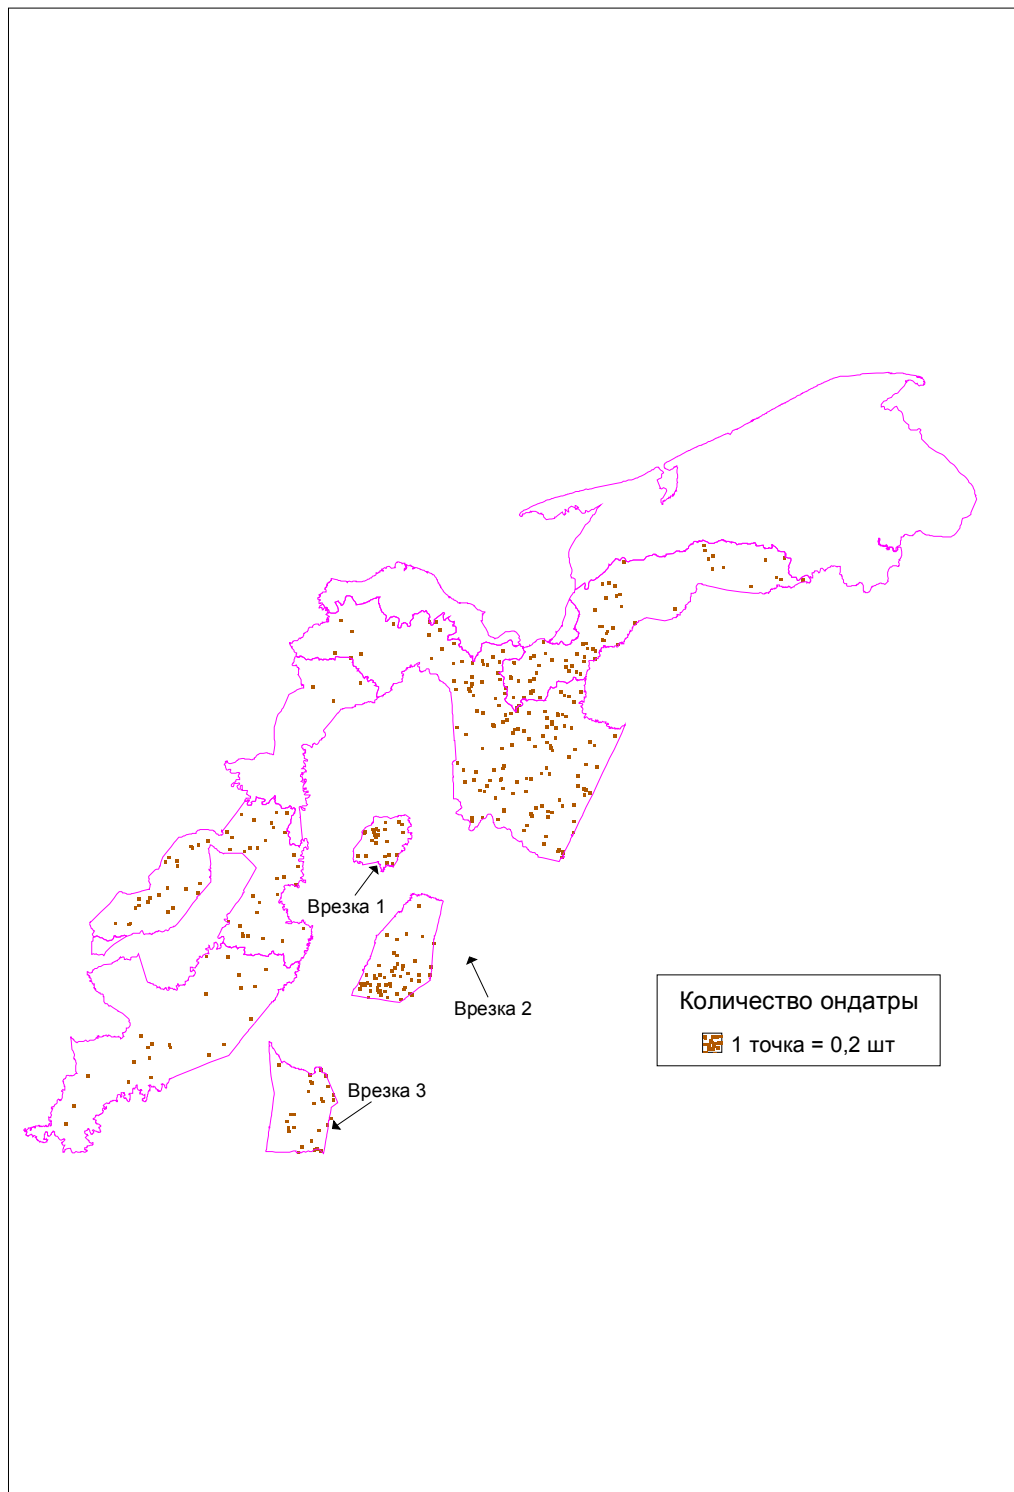 Врезка 1
Врезка 2
Количество ондатры
1 точка = 0,2 шт
Врезка 3